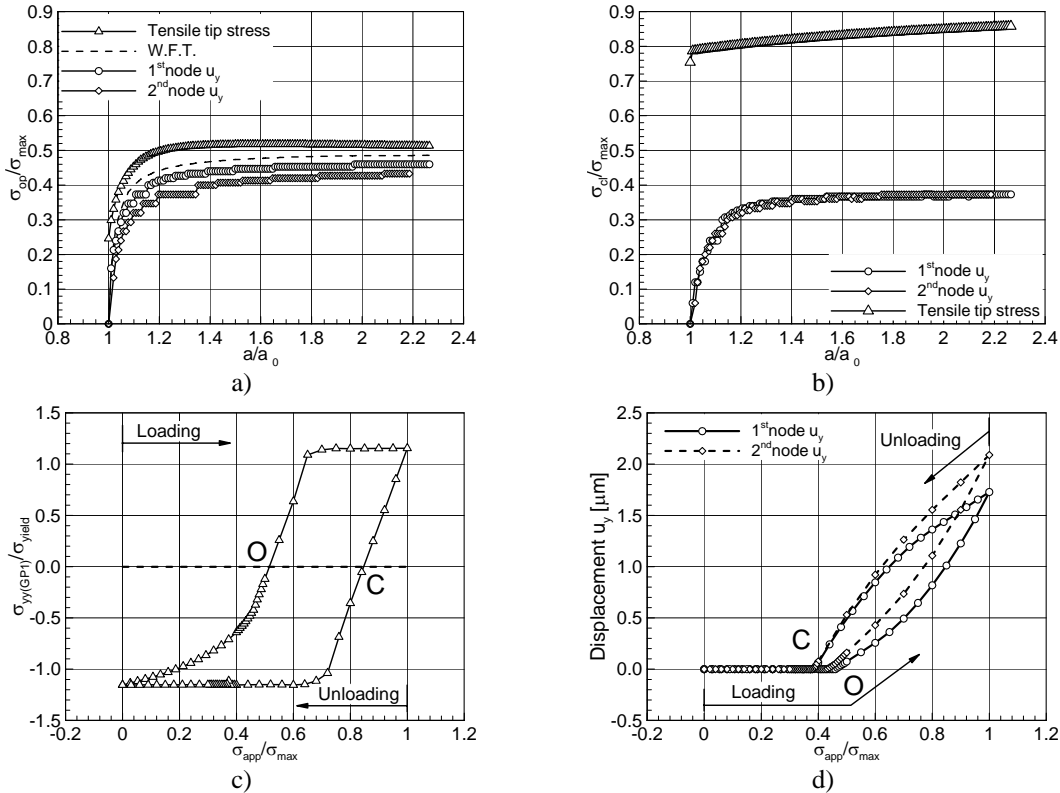 0.9
0.8
0.7
0.6
0.5
0.4
0.3
0.2
0.1
0
σop/σmax
Tensile tip stress
W.F.T.
1st node uy
2nd node uy
0.8 1 1.2 1.4 1.6 1.8 2 2.2 2.4
a/a0
a)
0.9
0.8
0.7
0.6
0.5
0.4
0.3
0.2
0.1
0
σcl/σmax
1st node uy
2nd node uy
Tensile tip stress
0.8 1 1.2 1.4 1.6 1.8 2 2.2 2.4
a/a0
b)
1.5
1.0
0.5
0.0
-0.5
-1.0
-1.5
σyy(GP1)/σyield
Loading
O
C
Unloading
-0.2 0 0.2 0.4 0.6 0.8 1 1.2
σapp/σmax
c)
2.5
2.0
1.5
1.0
0.5
0.0
-0.5
Displacement uy [µm]
1st node uy
2nd node uy
Unloading
C
O
Loading
-0.2 0 0.2 0.4 0.6 0.8 1 1.2
σapp/σmax
d)